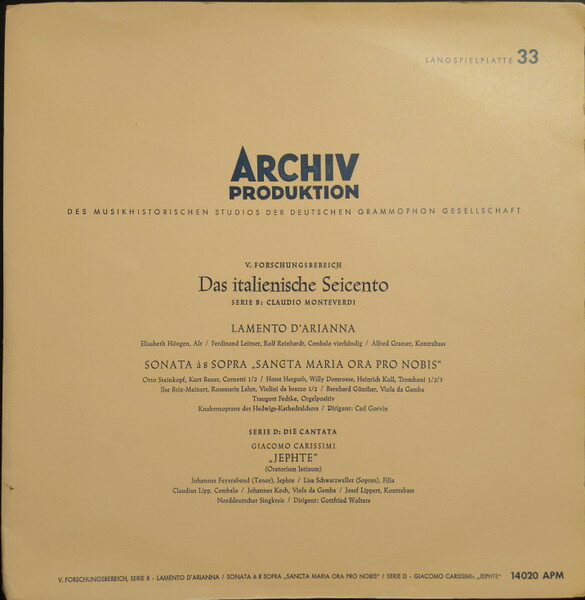 LANGSPIELPLATTE 33
ARCHIV
PRODUKTION
DES MUSIKHISTORISCHEN STUDIOS DER DEUTSCHEN GRAMMOPHON GESELLSCHAFT
V. FORSCHUNGSBEREICH
Das italienische Seicento
SERIE B: CLAUDIO MONTEVERDI
LAMENTO D'ARIANNA
Elisabeth Höngen, Alt / Ferdinand Leitner, Rolf Reinhardt, Cembalo vierhändig / Alfred Graeser, Kontrabass
SONATA à 8 SOPRA „SANCTA MARIA ORA PRO NOBIS"
Otto Steinkopf, Kurt Bauer, Cornetti 1/2 / Horst Herguth, Willy Domroese, Heinrich Kull, Tromboni 1/2/3
Ilse Brix-Meinert, Rosemarie Lahrs, Violini da brazzo 1/2 / Bernhard Günther, Viola da Gamba
Traugott Fedtke, Orgelpositiv
Knabensoprane des Hedwigs-Kathedralchors / Dirigent: Carl Gorvin
SERIE D: DIE CANTATA
GIACOMO CARISSIMI
„JEPHTE"
(Oratorium latinum)
Johannes Feyerabend (Tenor), Jephte / Lisa Schwarzweller (Sopran), Filia
Claudius Lipp, Cembalo / Johannes Koch, Viola da Gamba / Josef Lippert, Kontrabass
Norddeutscher Singkreis / Dirigent: Gottfried Wolters
V. FORSCHUNGSBEREICH, SERIE B - LAMENTO D'ARIANNA / SONATA à 8 SOPRA „SANCTA MARIA ORA PRO NOBIS" / SERIE D - GIACOMO CARISSIMI: „JEPHTE" 14020 APM